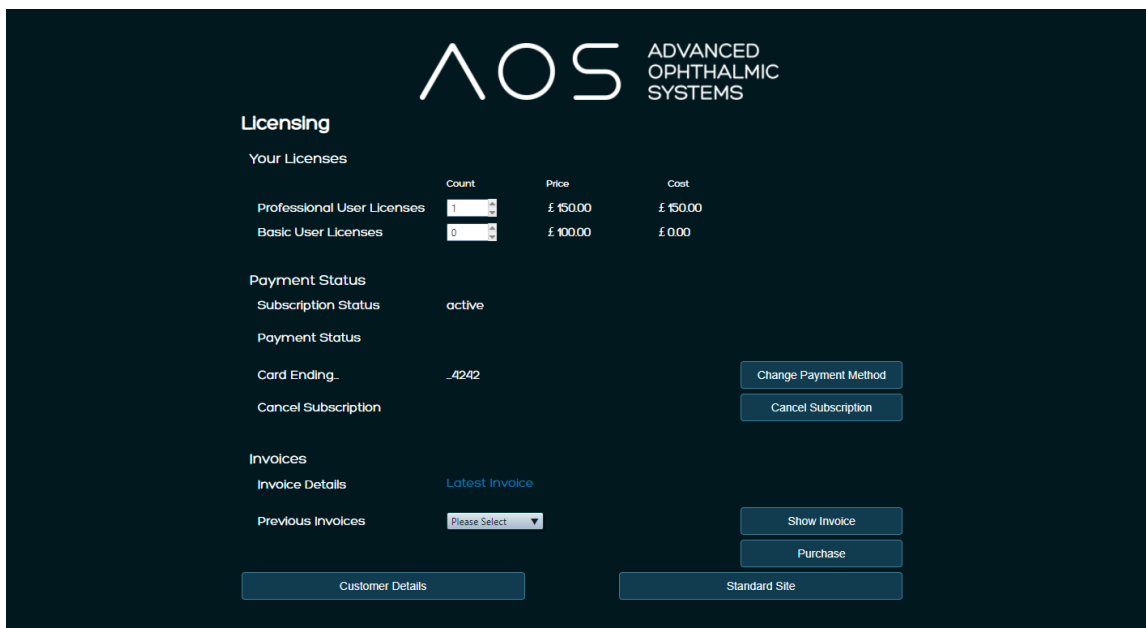 AOS ADVANCED
OPHTHALMIC
SYSTEMS
Licensing
Your Licenses
Count Price Cost
Professional User Licenses 1 £ 150.00 £ 150.00
Basic User Licenses 0 £ 100.00 £ 0.00
Payment Status
Subscription Status active
Payment Status
Card Ending_ _4242 Change Payment Method
Cancel Subscription Cancel Subscription
Invoices
Invoice Details Latest Invoice
Previous Invoices Please Select Show Invoice
Purchase
Customer Details Standard Site